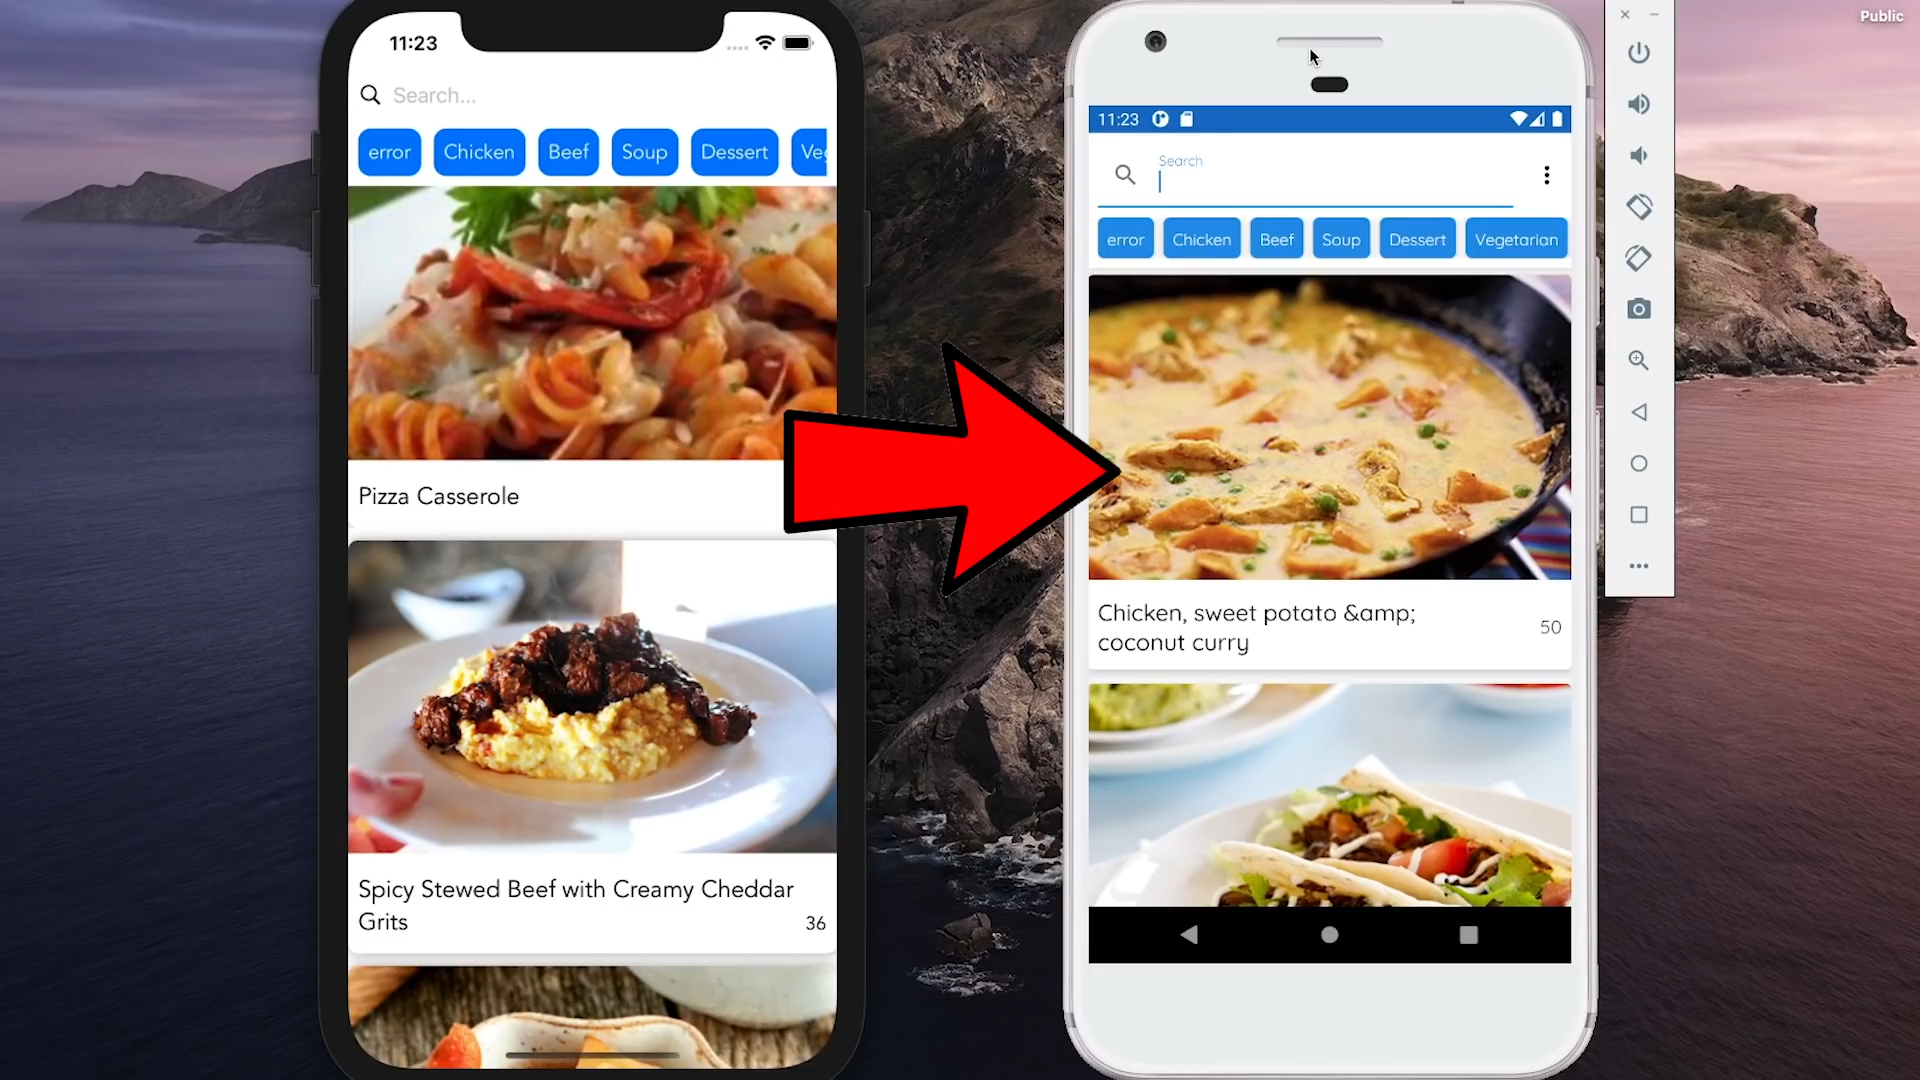 11:23
Search...
error
Chicken
Beef
Soup
Dessert
Pizza Casserole
Spicy Stewed Beef with Creamy Cheddar
Grits
36
11:23
Search
error
Chicken
Beef
Soup
Dessert
Vegetarian
Chicken, sweet potato &amp;
coconut curry
50
Public